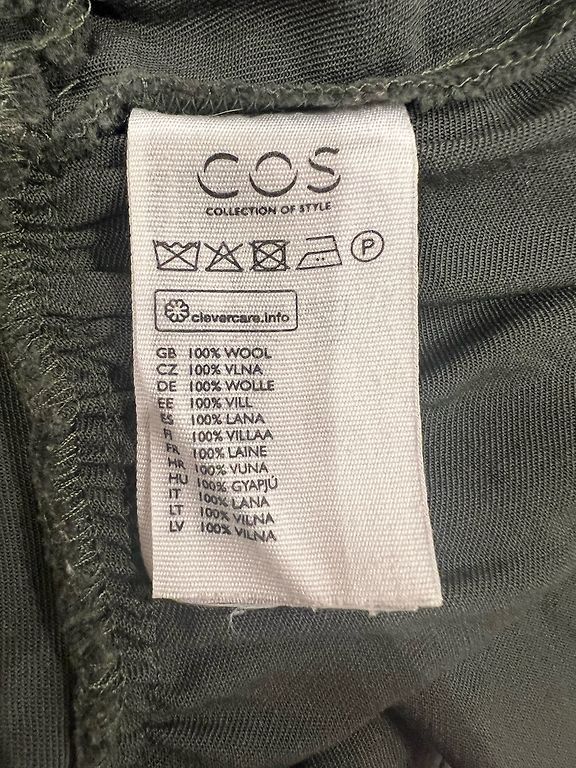 COS
COLLECTION OF STYLE
P
clevercare.info
GB 100% WOOL
CZ 100% VLNA
DE 100% WOLLE
EE 100% VILL
ES 100% LANA
FI 100% VILLAA
FR 100% LAINE
HR 100% VUNA
HU 100% GYAPJÚ
IT 100% LANA
LT 100% VILNA
LV 100% VILNA